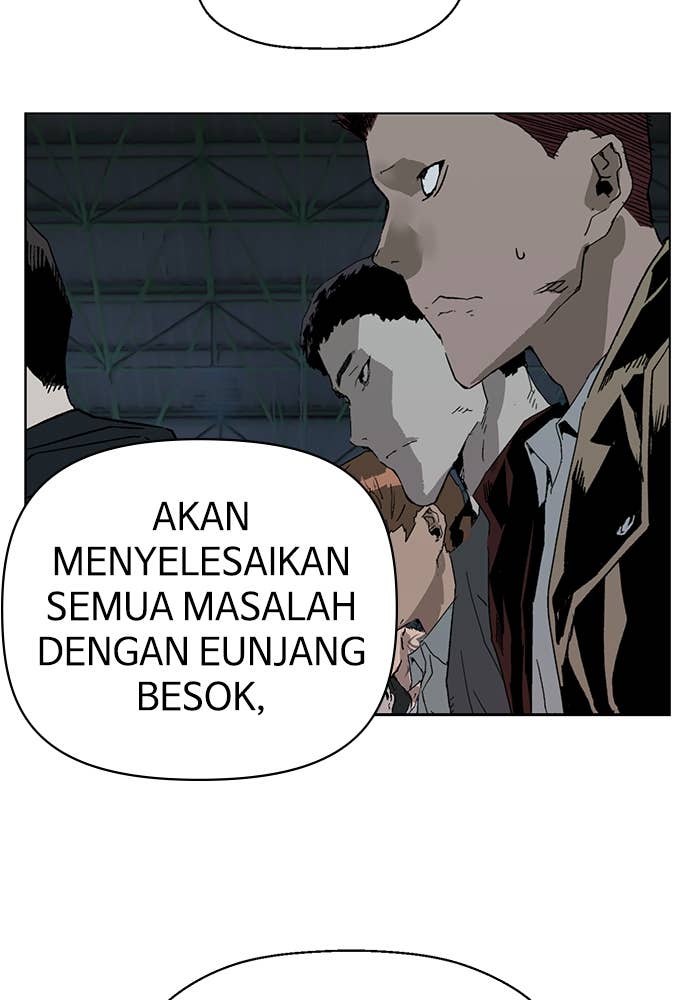 AKAN
MENYELESAIKAN
SEMUA MASALAH
DENGAN EUNJANG
BESOK,